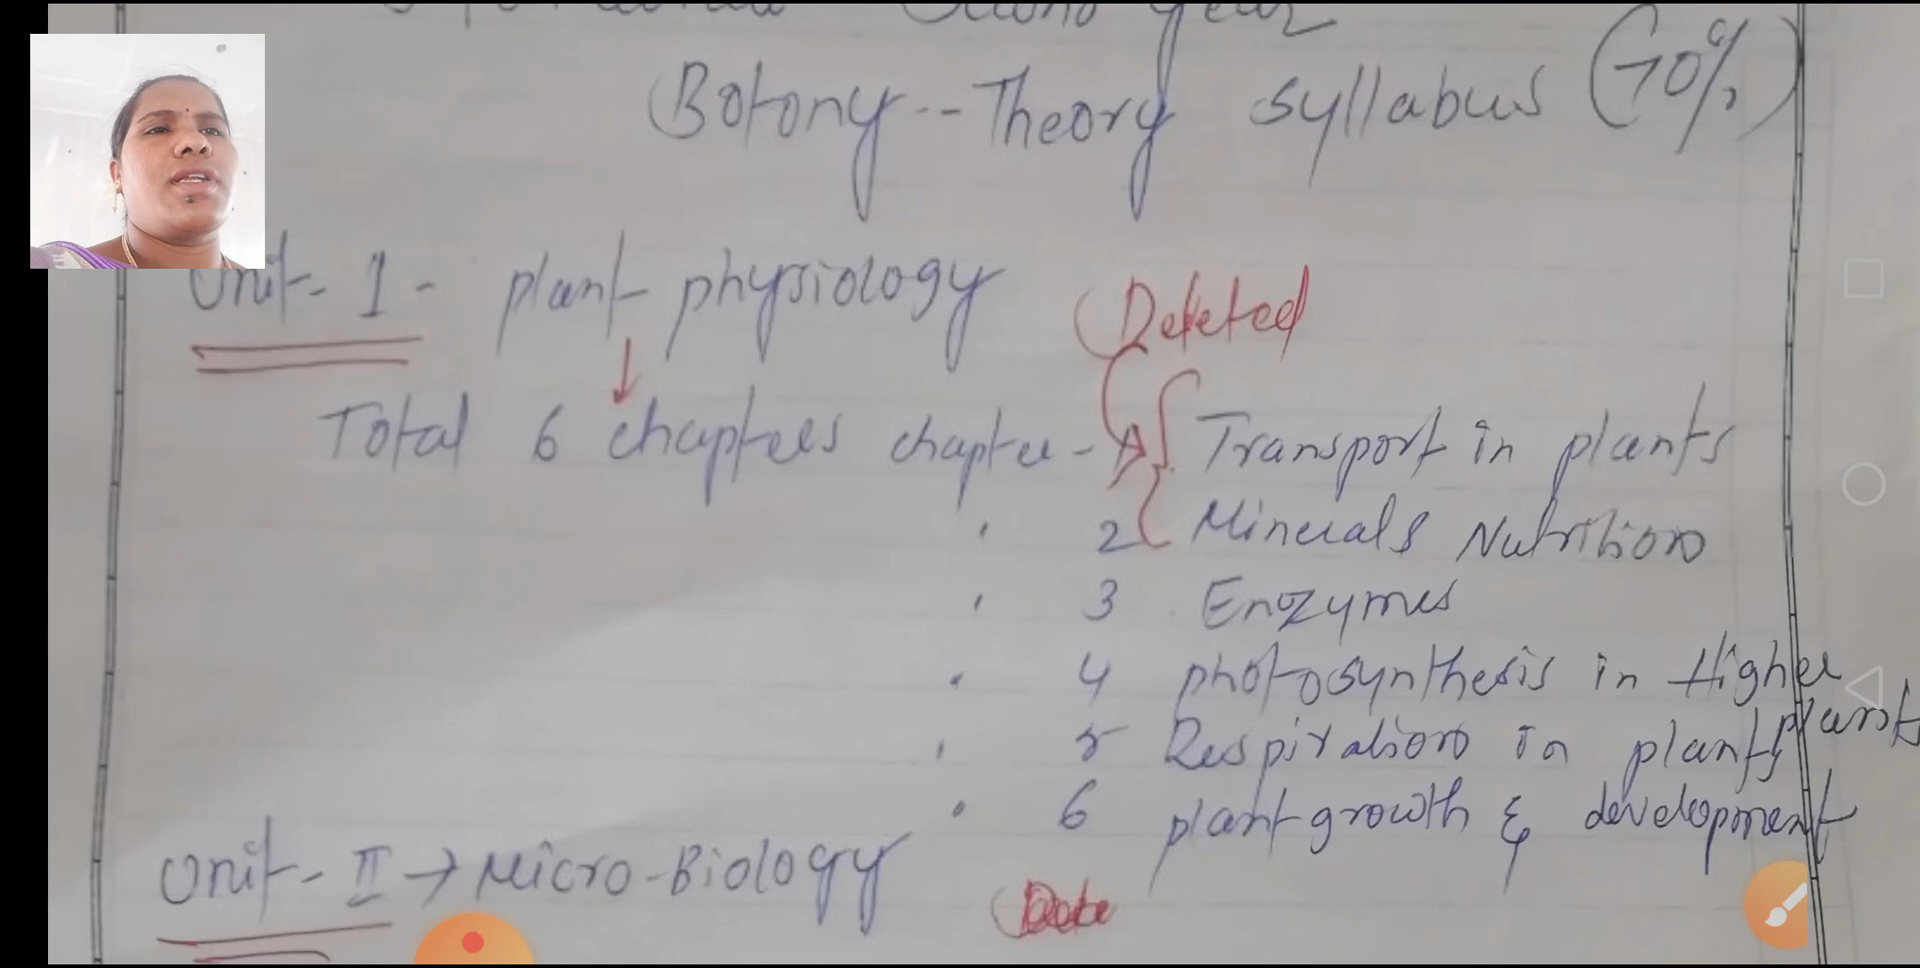 Second Year
Botony -- Theory Syllabus (70%)
Unit - I - plant physiology
Deleted
Total 6 chapters chapter - 1 Transport in plants
2 Minerals Nutrition
3 Enzymes
4 photosynthesis in Higher plants
5 Respiration in plants
6 plant growth & development
Unit - II → Micro-Biology